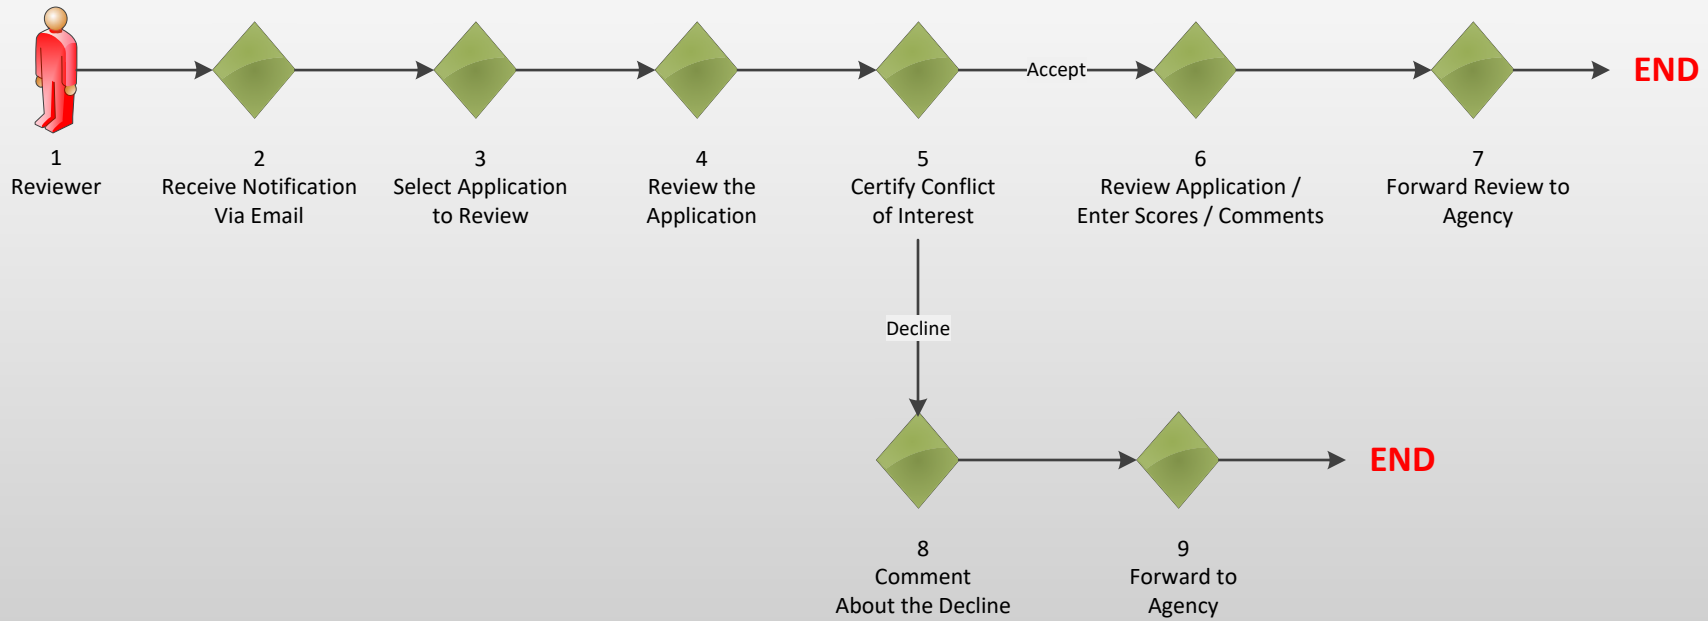 Accept
END
1
Reviewer
2
Receive Notification
Via Email
3
Select Application
to Review
4
Review the
Application
5
Certify Conflict
of Interest
6
Review Application /
Enter Scores / Comments
7
Forward Review to
Agency
Decline
END
8
Comment
About the Decline
9
Forward to
Agency